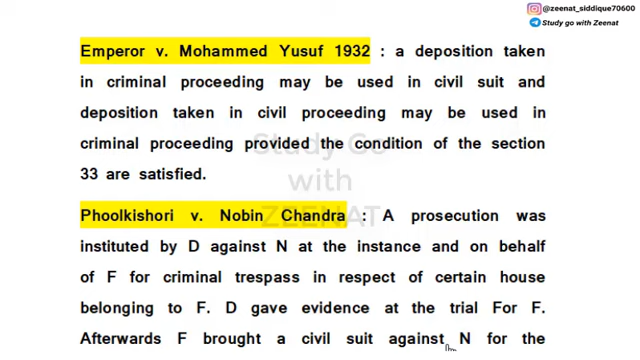 @zeenat_siddique70600
Study go with Zeenat
Emperor v. Mohammed Yusuf 1932 : a deposition taken
in criminal proceeding may be used in civil suit and
deposition taken in civil proceeding may be used in
criminal proceeding provided the condition of the section
33 are satisfied.
Study Go
with
ZEENAT
Phoolkishori v. Nobin Chandra : A prosecution was
instituted by D against N at the instance and on behalf
of F for criminal trespass in respect of certain house
belonging to F. D gave evidence at the trial For F.
Afterwards F brought a civil suit against N for the